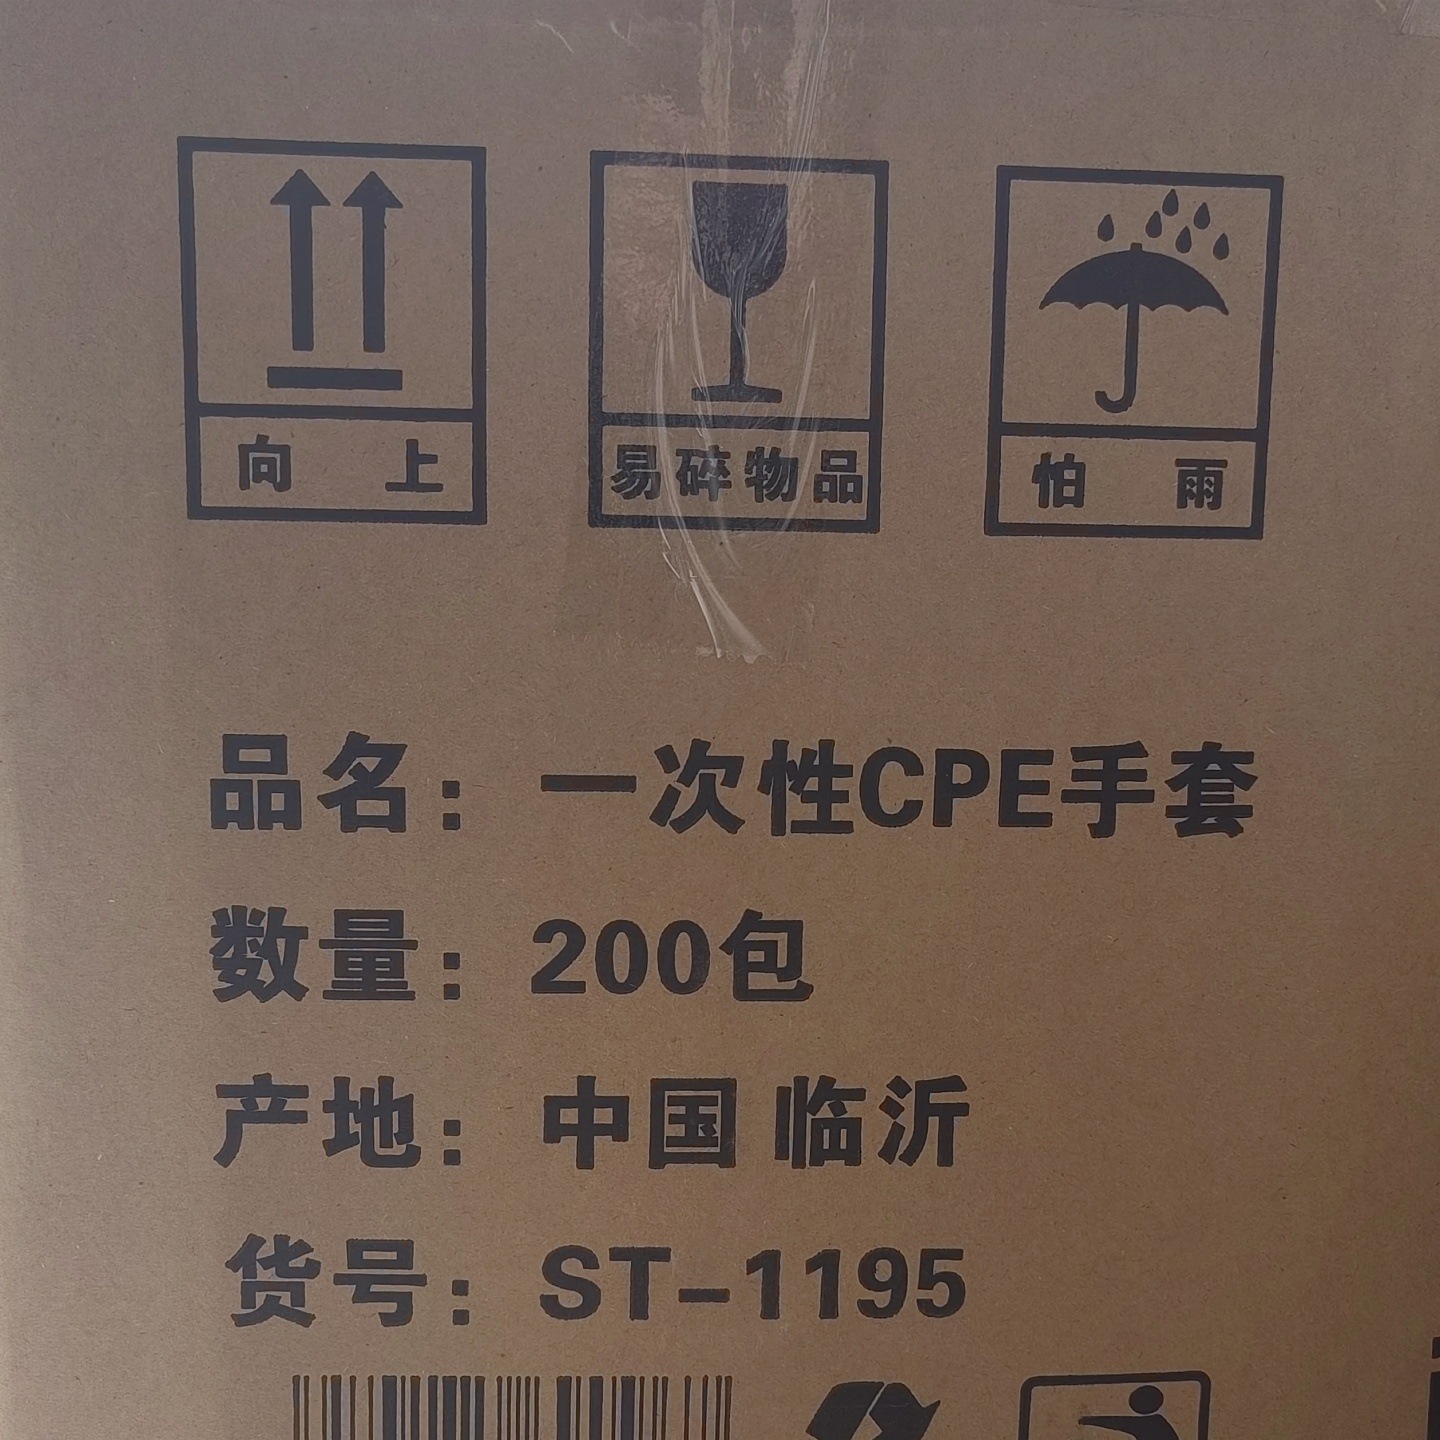 向 上
易碎物品
怕 雨
品名：一次性CPE手套
数量：200包
产地：中国 临沂
货号：ST-1195